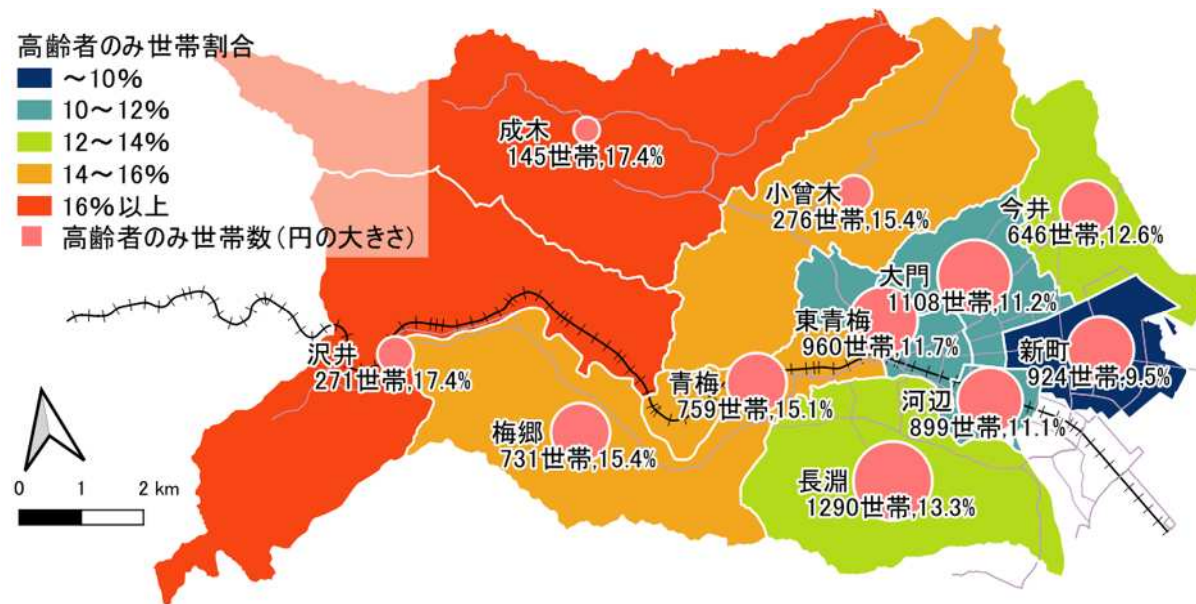 高齢者のみ世帯割合
～10%
10～12%
12～14%
14～16%
16%以上
高齢者のみ世帯数(円の大きさ)
成木
145世帯,17.4%
小曾木
276世帯,15.4%
今井
646世帯,12.6%
大門
1108世帯,11.2%
東青梅
960世帯,11.7%
新町
924世帯,9.5%
沢井
271世帯,17.4%
青梅
759世帯,15.1%
河辺
899世帯,11.1%
梅郷
731世帯,15.4%
長淵
1290世帯,13.3%
0 1 2 km